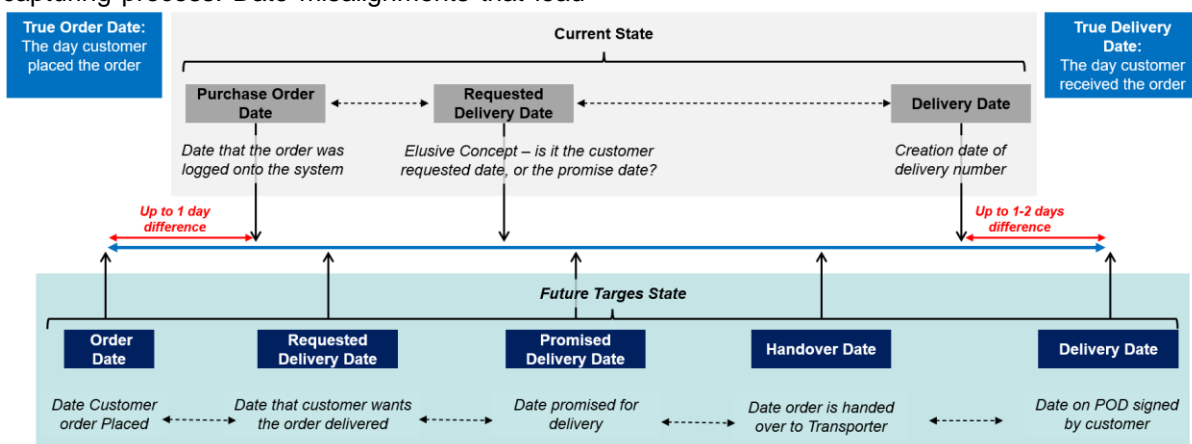 capturing process. Date misalignments that lead
True Order Date:
The day customer
placed the order
Current State
True Delivery
Date:
The day customer
received the order
Purchase Order
Date
Requested
Delivery Date
Delivery Date
Date that the order was
logged onto the system
Elusive Concept – is it the customer
requested date, or the promise date?
Creation date of
delivery number
Up to 1 day
difference
Up to 1-2 days
difference
Future Targes State
Order
Date
Requested
Delivery Date
Promised
Delivery Date
Handover Date
Delivery Date
Date Customer
order Placed
Date that customer wants
the order delivered
Date promised for
delivery
Date order is handed
over to Transporter
Date on POD signed
by customer